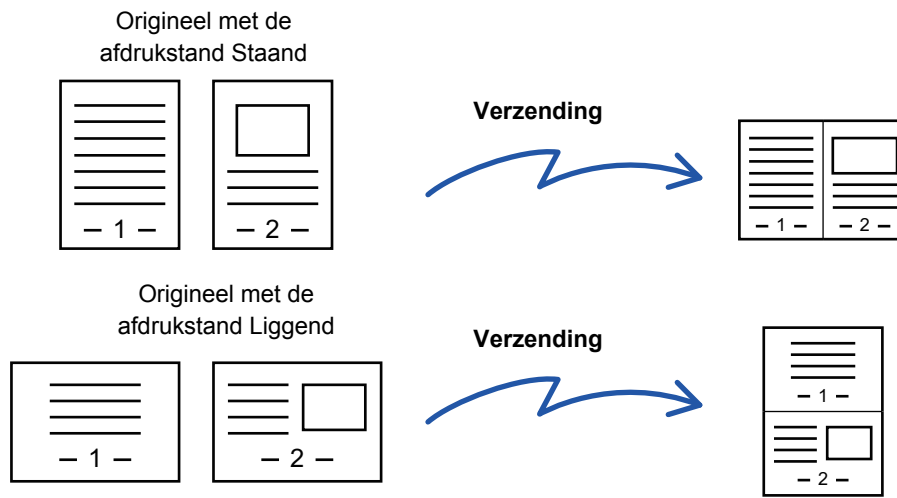 Origineel met de
afdrukstand Staand
Verzending
– 1 –
– 2 –
– 1 –
– 2 –
Origineel met de
afdrukstand Liggend
Verzending
– 1 –
– 2 –
– 1 –
– 2 –